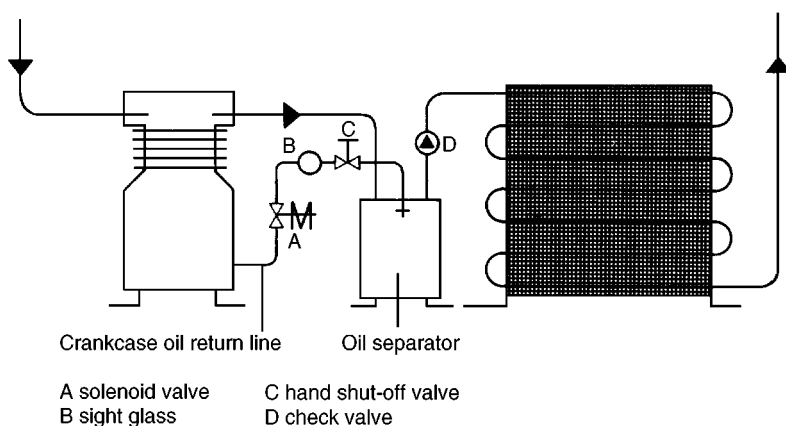 C
B
D
A
Crankcase oil return line
Oil separator
A solenoid valve
C hand shut-off valve
B sight glass
D check valve